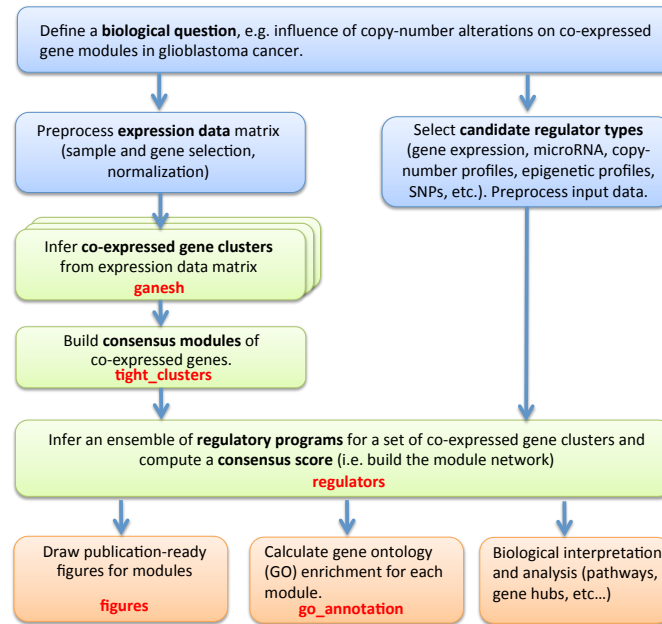 Define a biological question, e.g. influence of copy-number alterations on co-expressed
gene modules in glioblastoma cancer.
Preprocess expression data matrix
(sample and gene selection,
normalization)
Select candidate regulator types
(gene expression, microRNA, copy-
number profiles, epigenetic profiles,
SNPs, etc.). Preprocess input data.
Infer co-expressed gene clusters
from expression data matrix
ganesh
Build consensus modules of
co-expressed genes.
tight_clusters
Infer an ensemble of regulatory programs for a set of co-expressed gene clusters and
compute a consensus score (i.e. build the module network)
regulators
Draw publication-ready
figures for modules
figures
Calculate gene ontology
(GO) enrichment for each
module.
go_annotation
Biological interpretation
and analysis (pathways,
gene hubs, etc...)